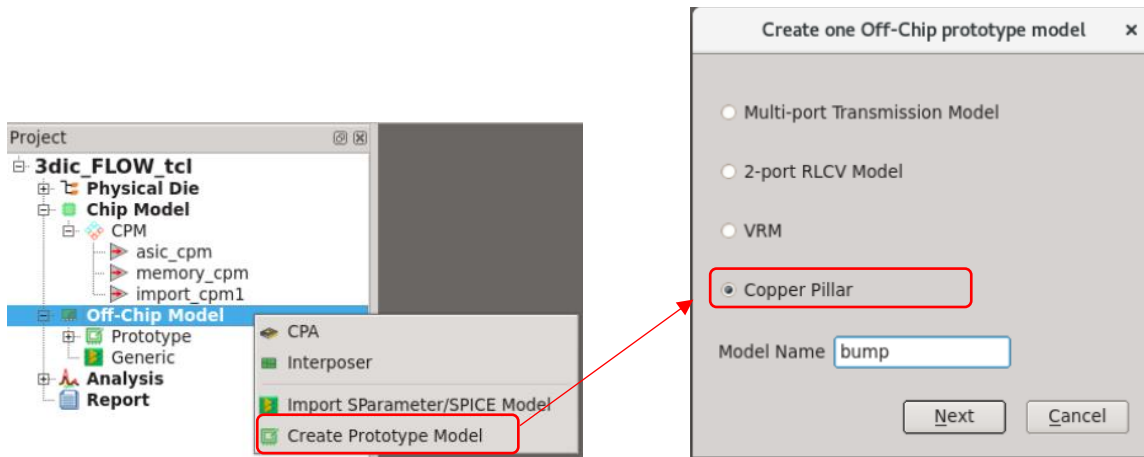 Project
3dic_FLOW_tcl
Physical Die
Chip Model
CPM
asic_cpm
memory_cpm
import_cpm1
Off-Chip Model
Prototype
Generic
Analysis
Report
CPA
Interposer
Import SParameter/SPICE Model
Create Prototype Model
Create one Off-Chip prototype model
Multi-port Transmission Model
2-port RLCV Model
VRM
Copper Pillar
Model Name bump
Next Cancel